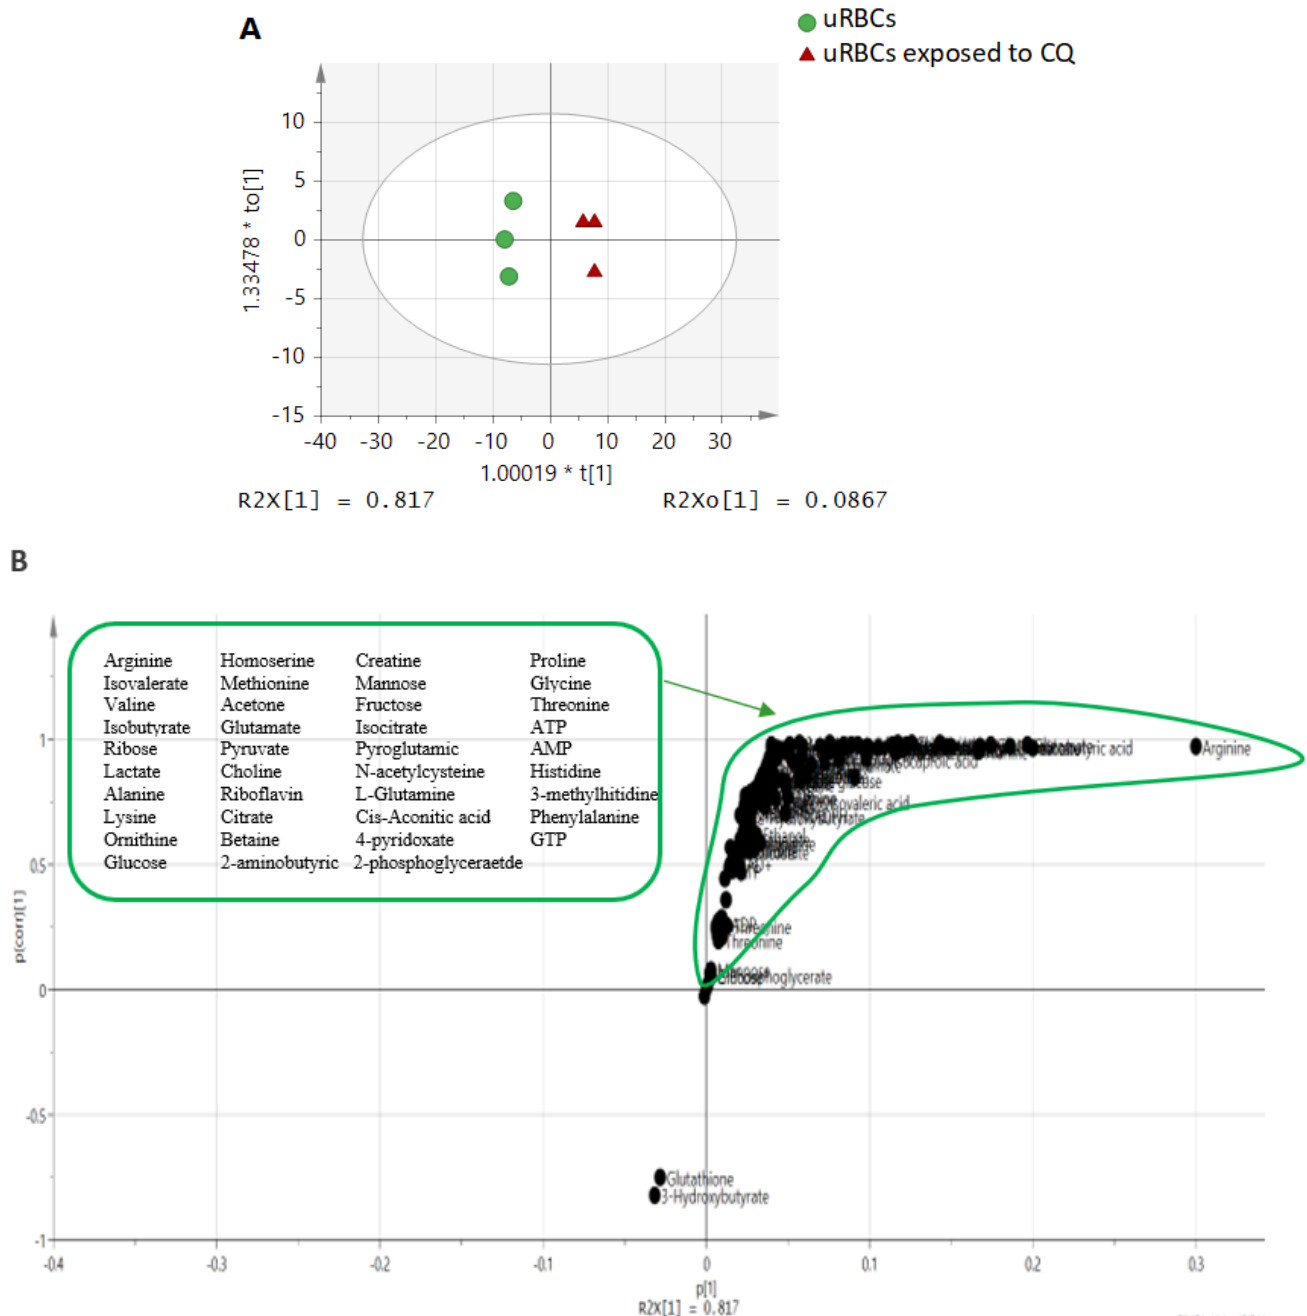 A
uRBCs
uRBCs exposed to CQ
1.33478 * to[1]
10
5
0
-5
-10
-15
-40 -30 -20 -10 0 10 20 30
1.00019 * t[1]
R2X[1] = 0.817 R2Xo[1] = 0.0867
B
Arginine Homoserine Creatine Proline
Isovalerate Methionine Mannose Glycine
Valine Acetone Fructose Threonine
Isobutyrate Glutamate Isocitrate ATP
Ribose Pyruvate Pyroglutamic AMP
Lactate Choline N-acetylcysteine Histidine
Alanine Riboflavin L-Glutamine 3-methylhitidine
Lysine Citrate Cis-Aconitic acid Phenylalanine
Ornithine Betaine 4-pyridoxate GTP
Glucose 2-aminobutyric 2-phosphoglyceraetde
p(corr)[1]
1
0.5
0
-0.5
-1
Arginine
Ethanol
Threonine
Glutathione
3-Hydroxybutyrate
-0.4 -0.3 -0.2 -0.1 0 0.1 0.2 0.3
p[1]
R2X[1] = 0.817